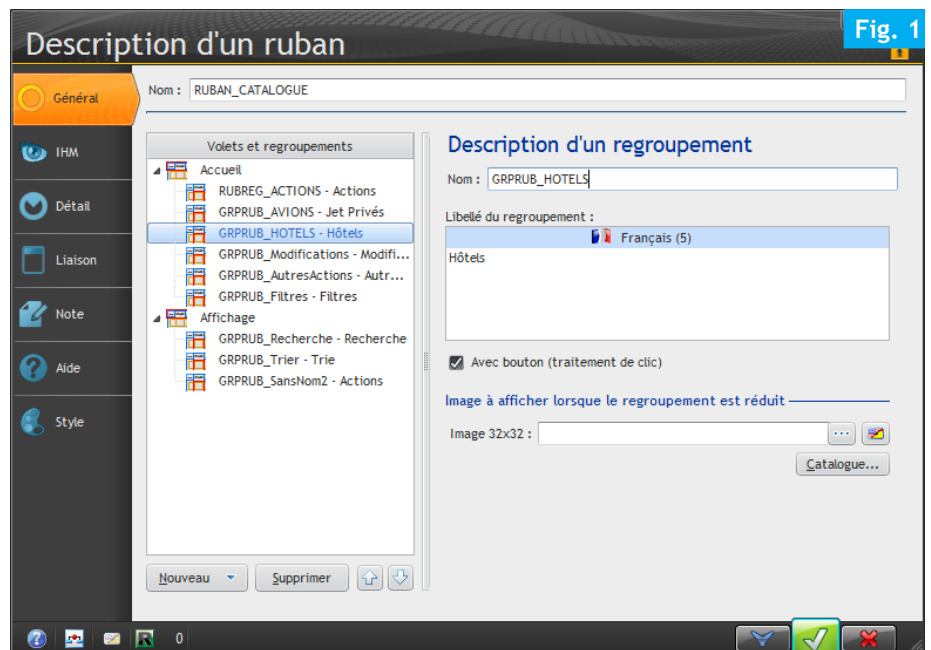 Description d'un ruban
Fig. 1
Général
IHM
Détail
Liaison
Note
Aide
Style
Nom : RUBAN_CATALOGUE
Volets et regroupements
Accueil
RUBREG_ACTIONS - Actions
GRPRUB_AVIONS - Jet Privés
GRPRUB_HOTELS - Hôtels
GRPRUB_Modifications - Modifi...
GRPRUB_AutresActions - Autr...
GRPRUB_Filtres - Filtres
Affichage
GRPRUB_Recherche - Recherche
GRPRUB_Trier - Trie
GRPRUB_SansNom2 - Actions
Nouveau
Supprimer
Description d'un regroupement
Nom : GRPRUB_HOTELS
Libellé du regroupement :
Français (5)
Hôtels
Avec bouton (traitement de clic)
Image à afficher lorsque le regroupement est réduit
Image 32x32 :
...
Catalogue...
0